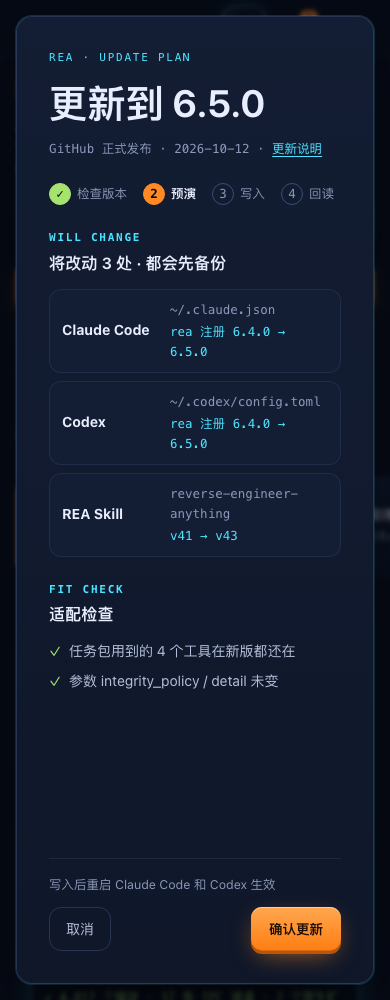 REA · UPDATE PLAN
更新到 6.5.0
GitHub 正式发布 · 2026-10-12 · 更新说明
✓ 检查版本 2 预演 3 写入 4 回读
WILL CHANGE
将改动 3 处 · 都会先备份
Claude Code
~/.claude.json
rea 注册 6.4.0 →
6.5.0
Codex
~/.codex/config.toml
rea 注册 6.4.0 →
6.5.0
REA Skill
reverse-engineer-
anything
v41 → v43
FIT CHECK
适配检查
✓ 任务包用到的 4 个工具在新版都还在
✓ 参数 integrity_policy / detail 未变
写入后重启 Claude Code 和 Codex 生效
取消 确认更新